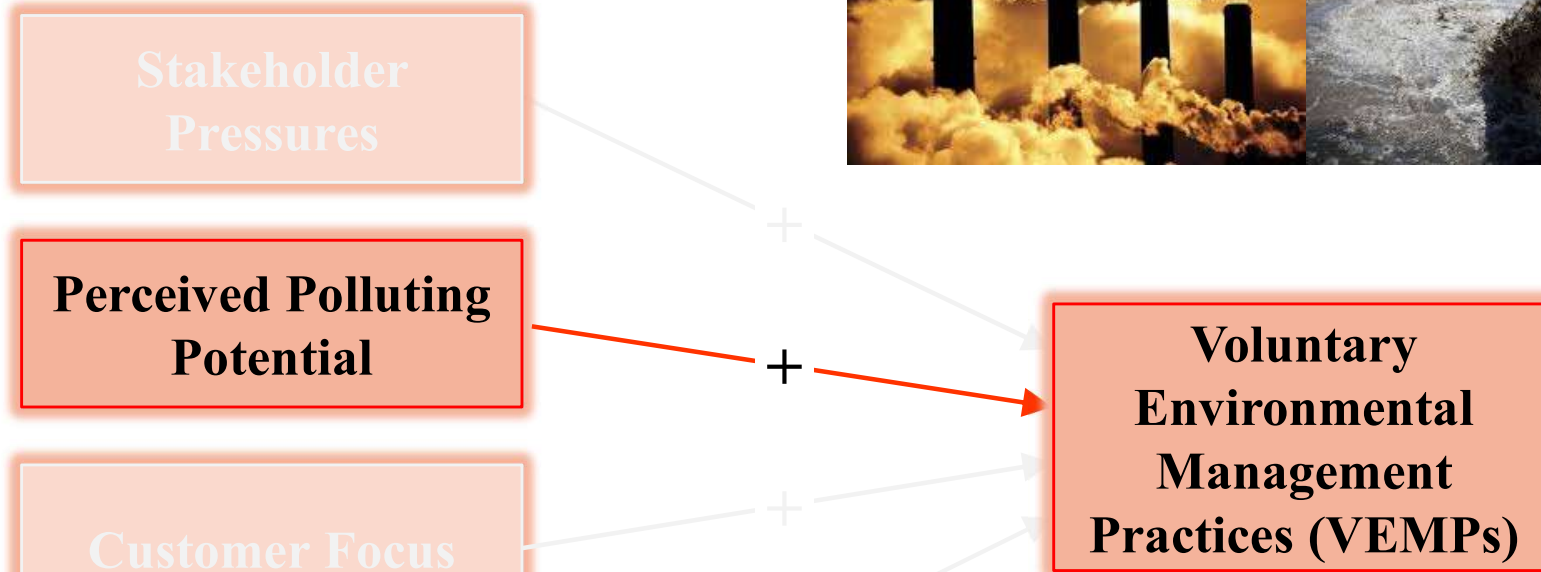 Stakeholder
Pressures
+
Perceived Polluting
Potential
+
Voluntary
Environmental
Management
Practices (VEMPs)
+
Customer Focus